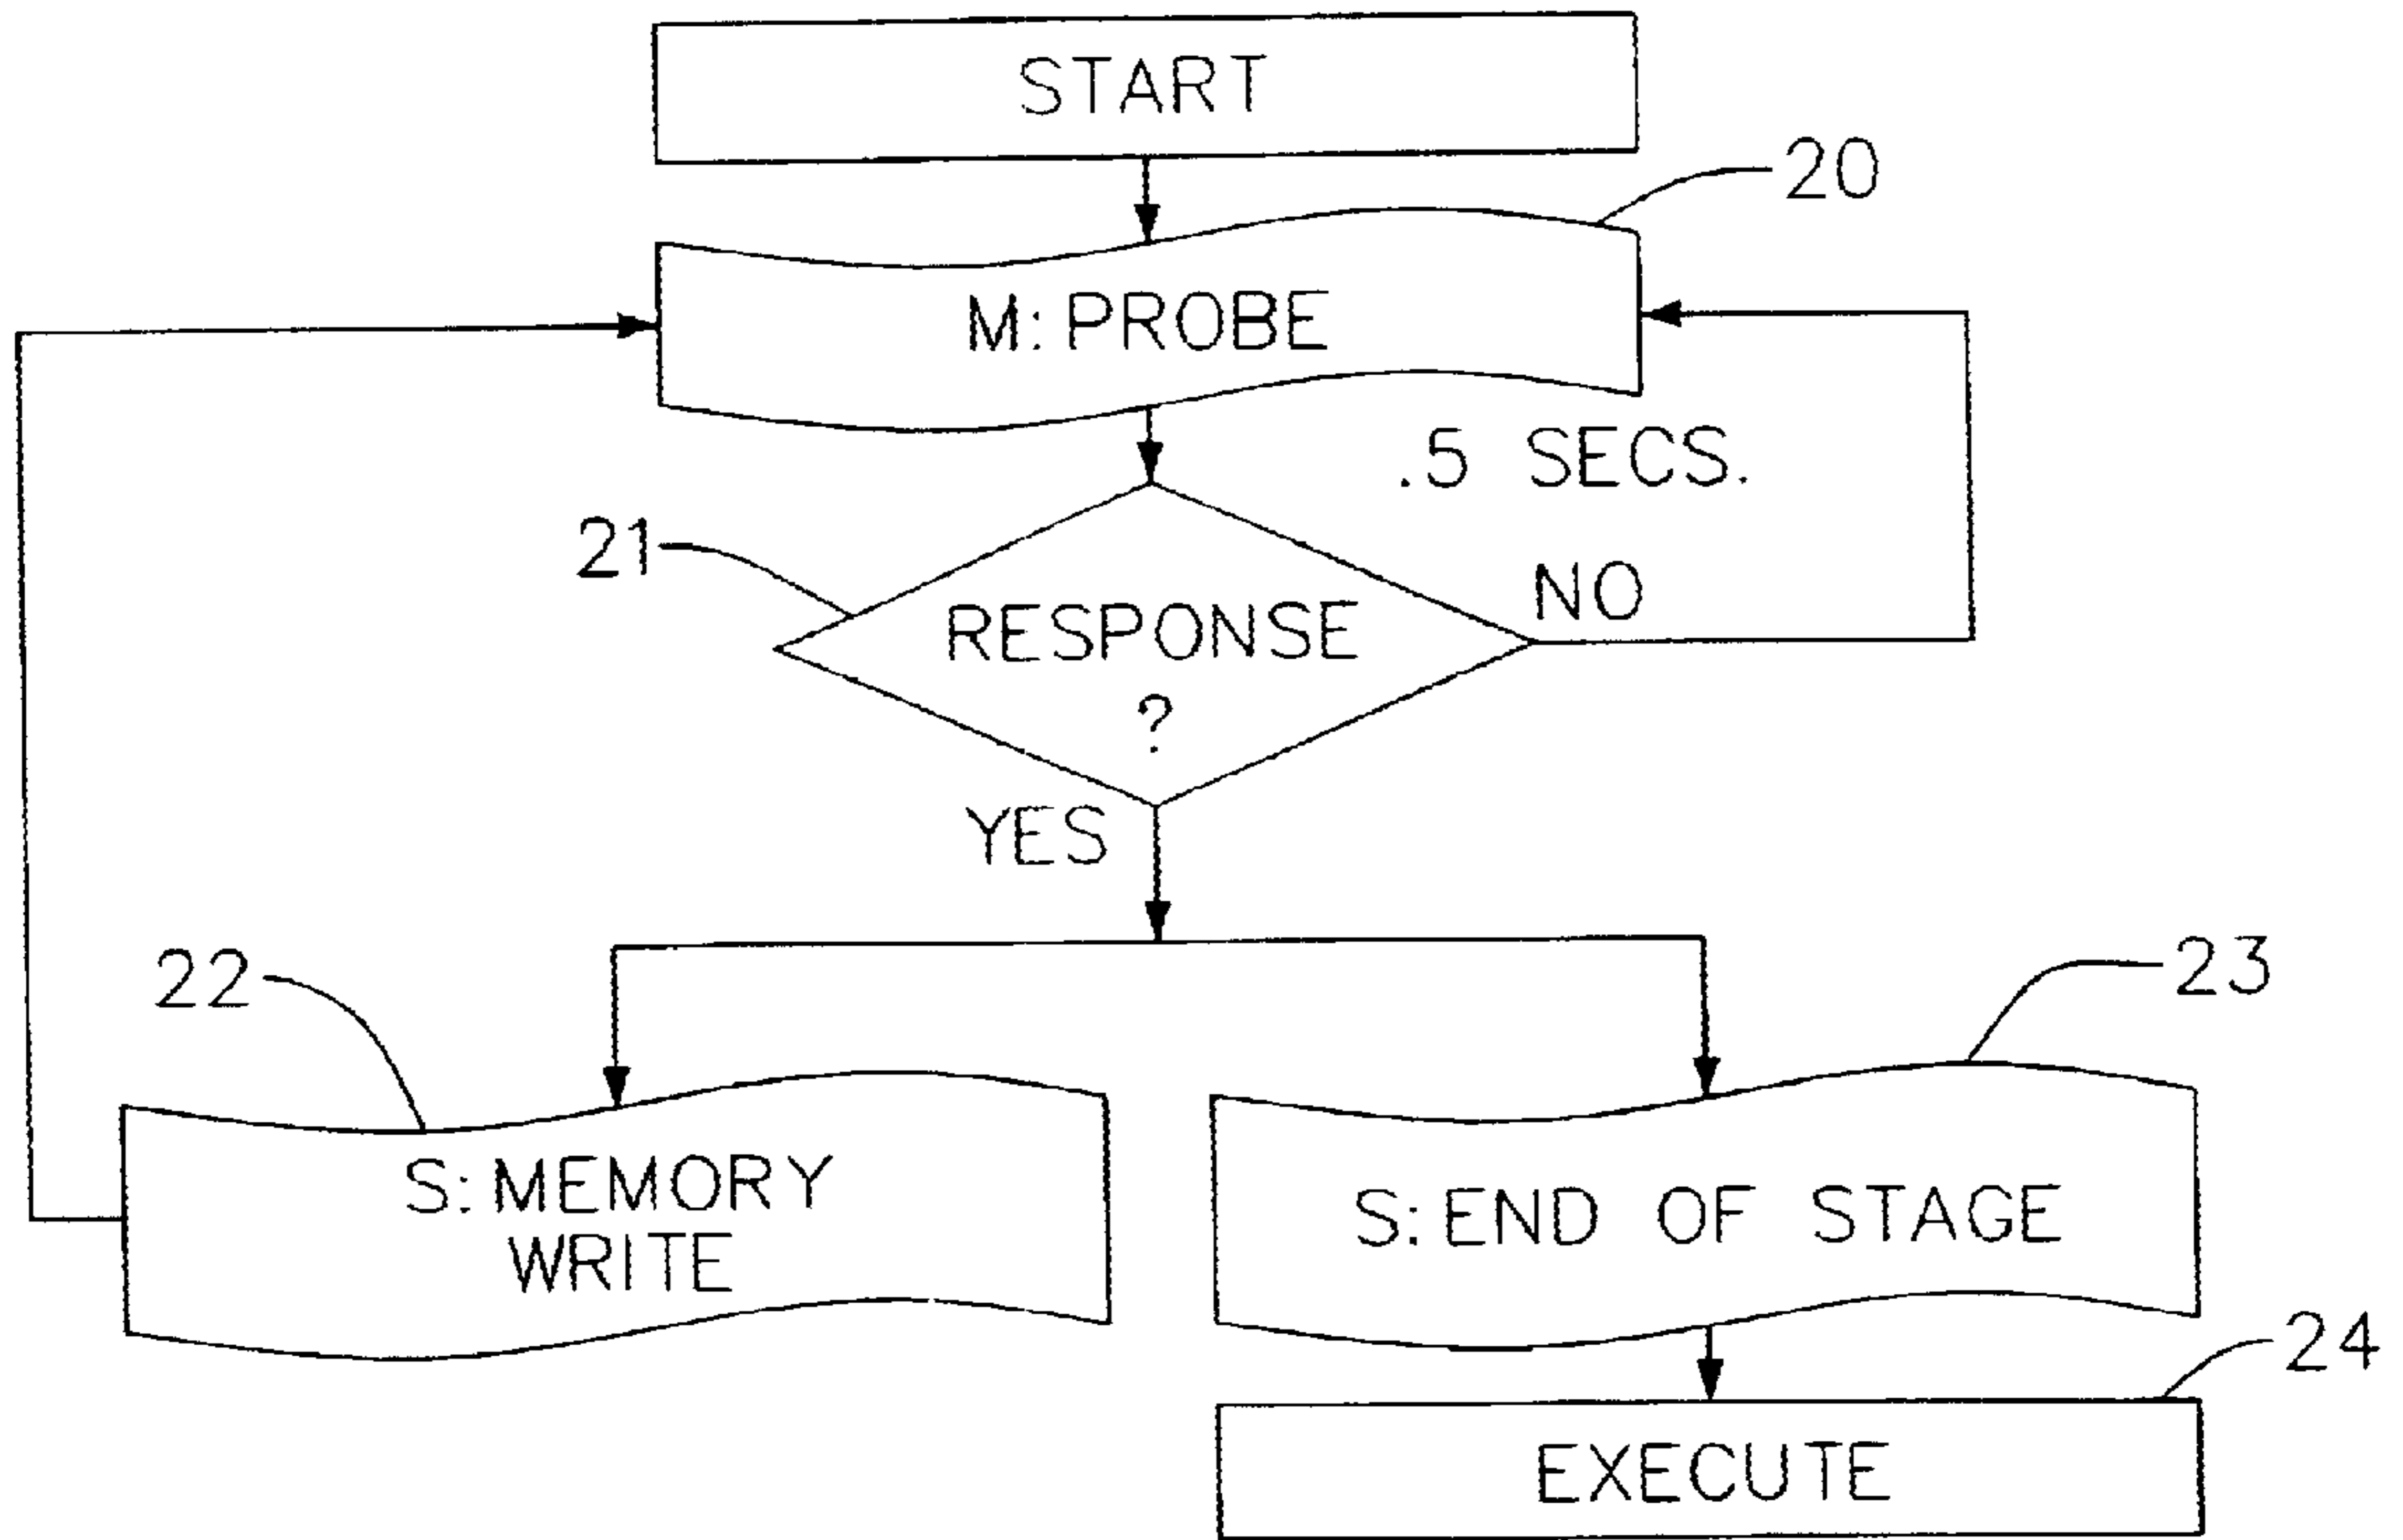 START
20
M: PROBE
.5 SECS.
21
NO
RESPONSE
?
YES
22
23
S: MEMORY
WRITE
S: END OF STAGE
24
EXECUTE